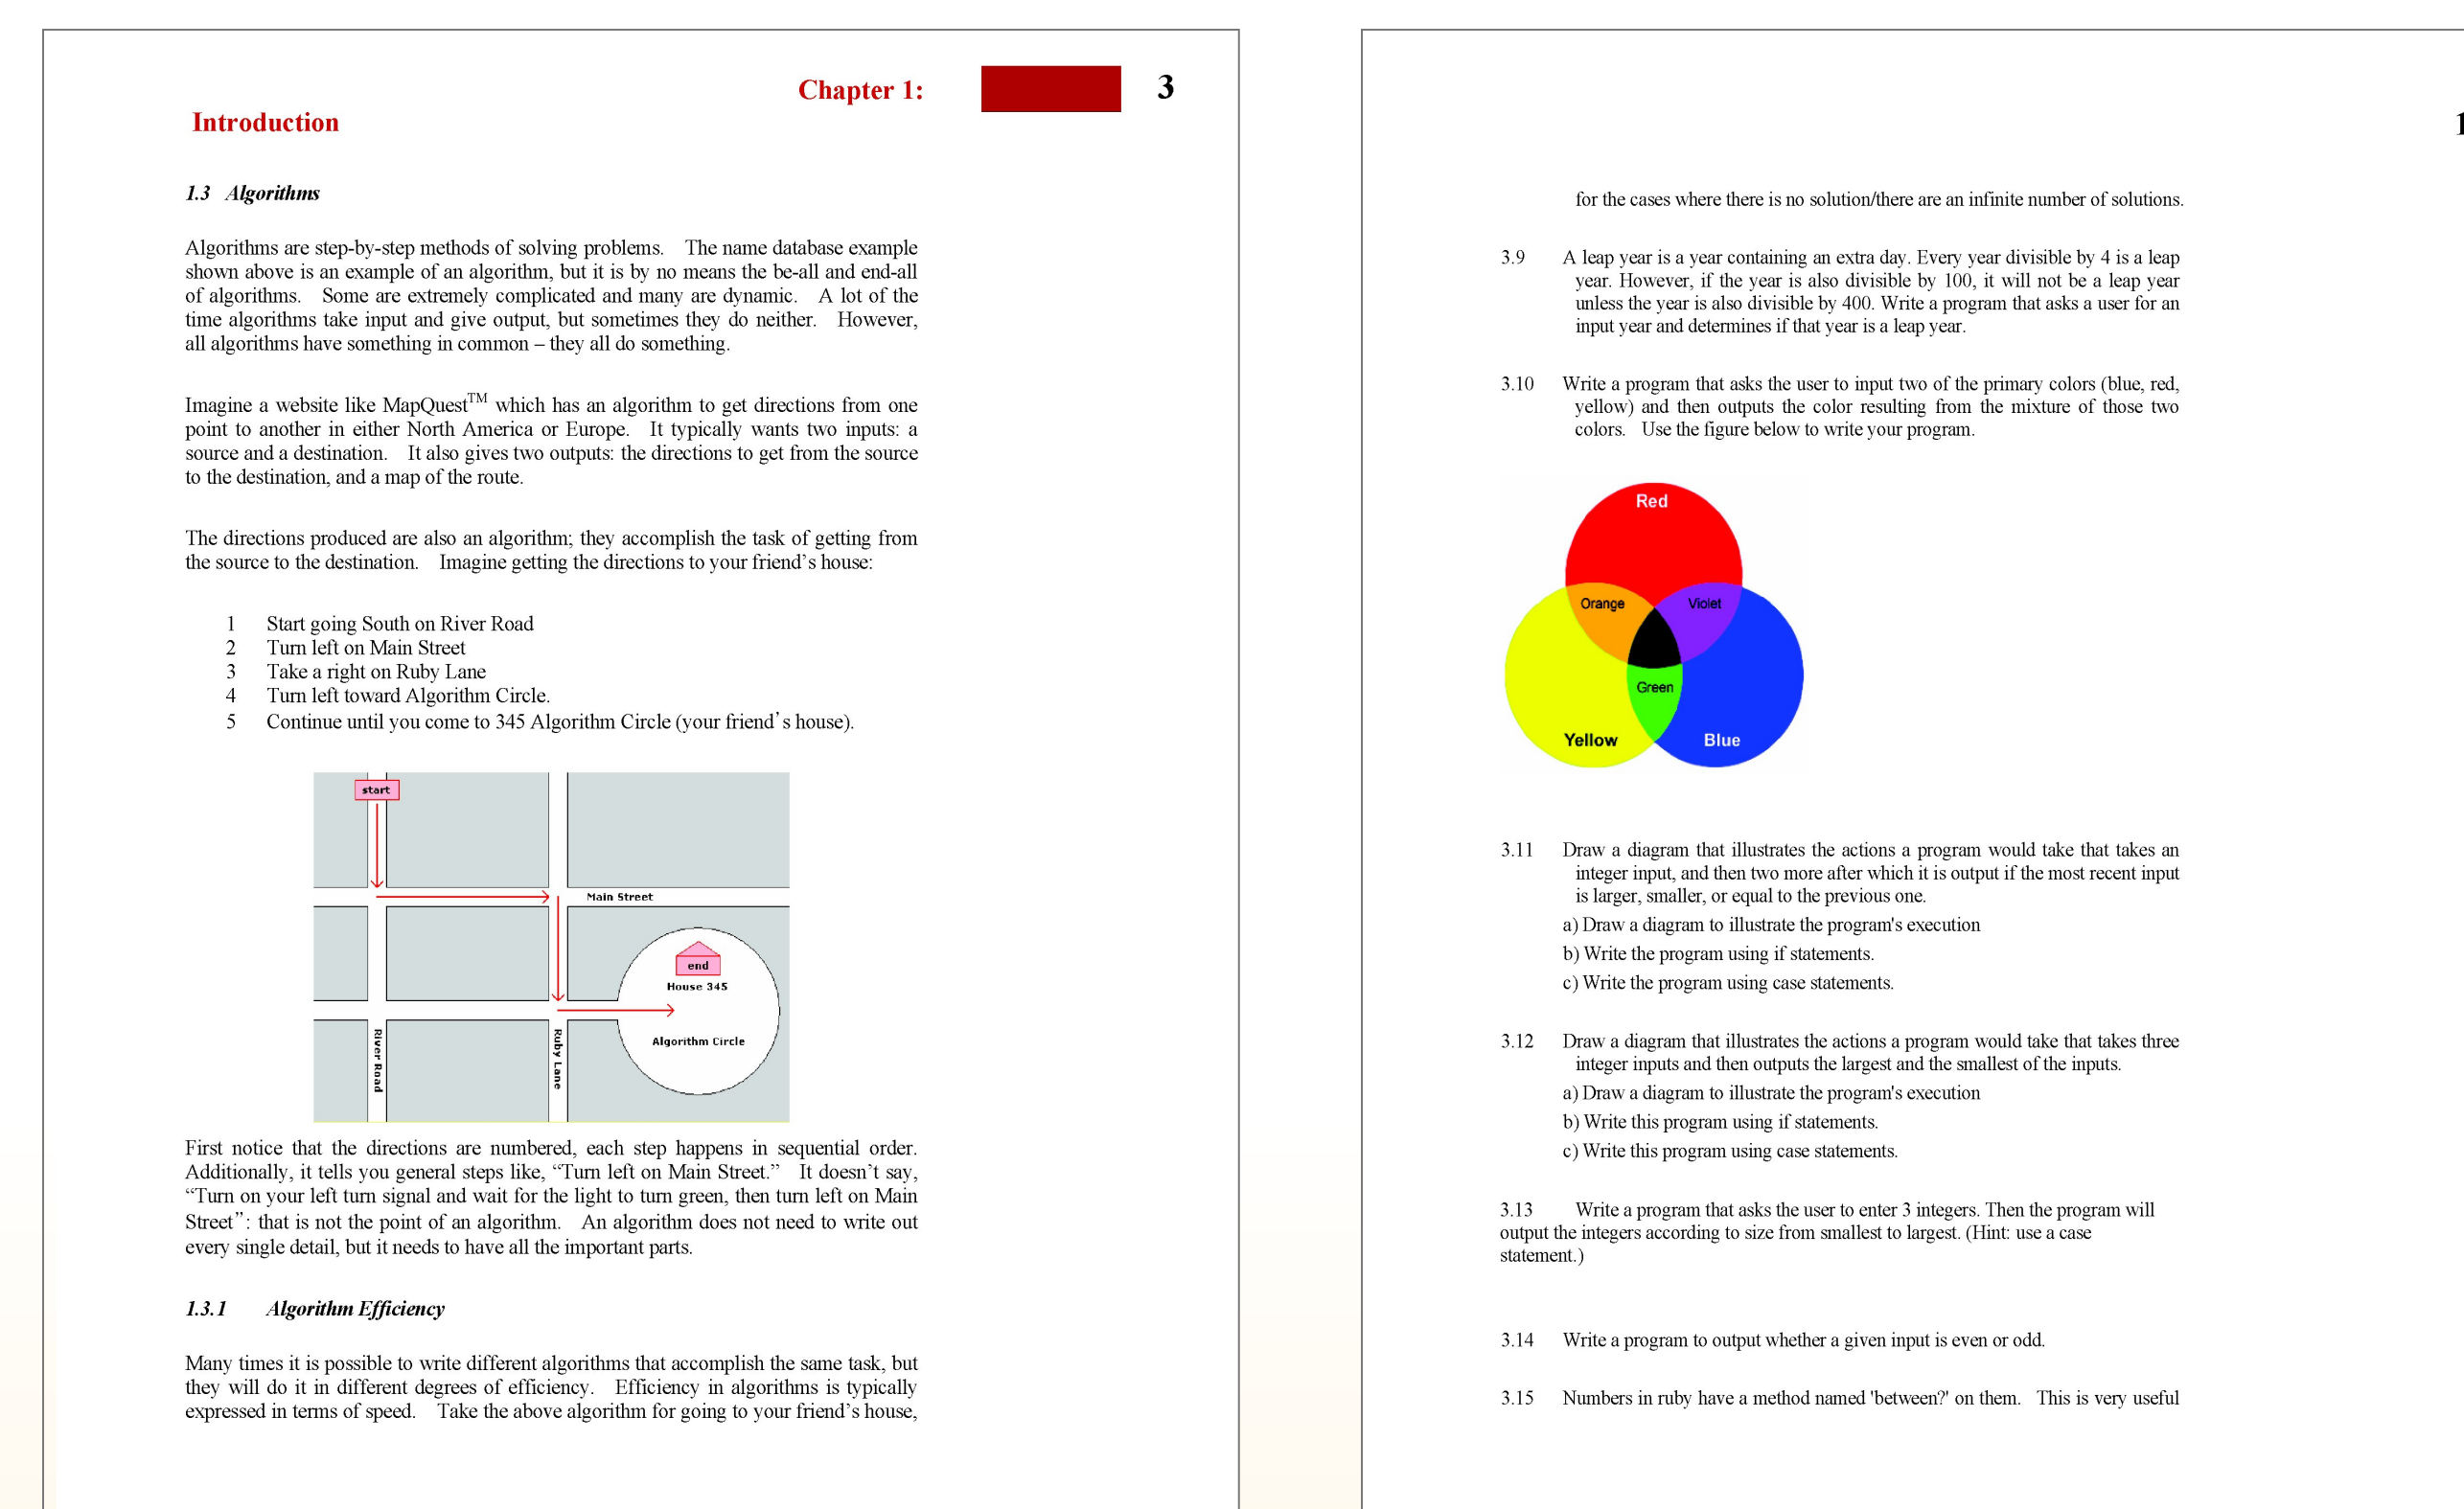 Chapter 1:
3
Introduction
1.3 Algorithms
Algorithms are step-by-step methods of solving problems. The name database example
shown above is an example of an algorithm, but it is by no means the be-all and end-all
of algorithms. Some are extremely complicated and many are dynamic. A lot of the
time algorithms take input and give output, but sometimes they do neither. However,
all algorithms have something in common – they all do something.
Imagine a website like MapQuest™ which has an algorithm to get directions from one
point to another in either North America or Europe. It typically wants two inputs: a
source and a destination. It also gives two outputs: the directions to get from the source
to the destination, and a map of the route.
The directions produced are also an algorithm; they accomplish the task of getting from
the source to the destination. Imagine getting the directions to your friend’s house:
1 Start going South on River Road
2 Turn left on Main Street
3 Take a right on Ruby Lane
4 Turn left toward Algorithm Circle.
5 Continue until you come to 345 Algorithm Circle (your friend’s house).
start
Main Street
end
House 345
Algorithm Circle
River Road
Ruby Lane
First notice that the directions are numbered, each step happens in sequential order.
Additionally, it tells you general steps like, “Turn left on Main Street.” It doesn’t say,
“Turn on your left turn signal and wait for the light to turn green, then turn left on Main
Street”: that is not the point of an algorithm. An algorithm does not need to write out
every single detail, but it needs to have all the important parts.
1.3.1 Algorithm Efficiency
Many times it is possible to write different algorithms that accomplish the same task, but
they will do it in different degrees of efficiency. Efficiency in algorithms is typically
expressed in terms of speed. Take the above algorithm for going to your friend’s house,
for the cases where there is no solution/there are an infinite number of solutions.
3.9 A leap year is a year containing an extra day. Every year divisible by 4 is a leap
year. However, if the year is also divisible by 100, it will not be a leap year
unless the year is also divisible by 400. Write a program that asks a user for an
input year and determines if that year is a leap year.
3.10 Write a program that asks the user to input two of the primary colors (blue, red,
yellow) and then outputs the color resulting from the mixture of those two
colors. Use the figure below to write your program.
Red
Orange
Violet
Green
Yellow
Blue
3.11 Draw a diagram that illustrates the actions a program would take that takes an
integer input, and then two more after which it is output if the most recent input
is larger, smaller, or equal to the previous one.
a) Draw a diagram to illustrate the program's execution
b) Write the program using if statements.
c) Write the program using case statements.
3.12 Draw a diagram that illustrates the actions a program would take that takes three
integer inputs and then outputs the largest and the smallest of the inputs.
a) Draw a diagram to illustrate the program's execution
b) Write this program using if statements.
c) Write this program using case statements.
3.13 Write a program that asks the user to enter 3 integers. Then the program will
output the integers according to size from smallest to largest. (Hint: use a case
statement.)
3.14 Write a program to output whether a given input is even or odd.
3.15 Numbers in ruby have a method named 'between?' on them. This is very useful